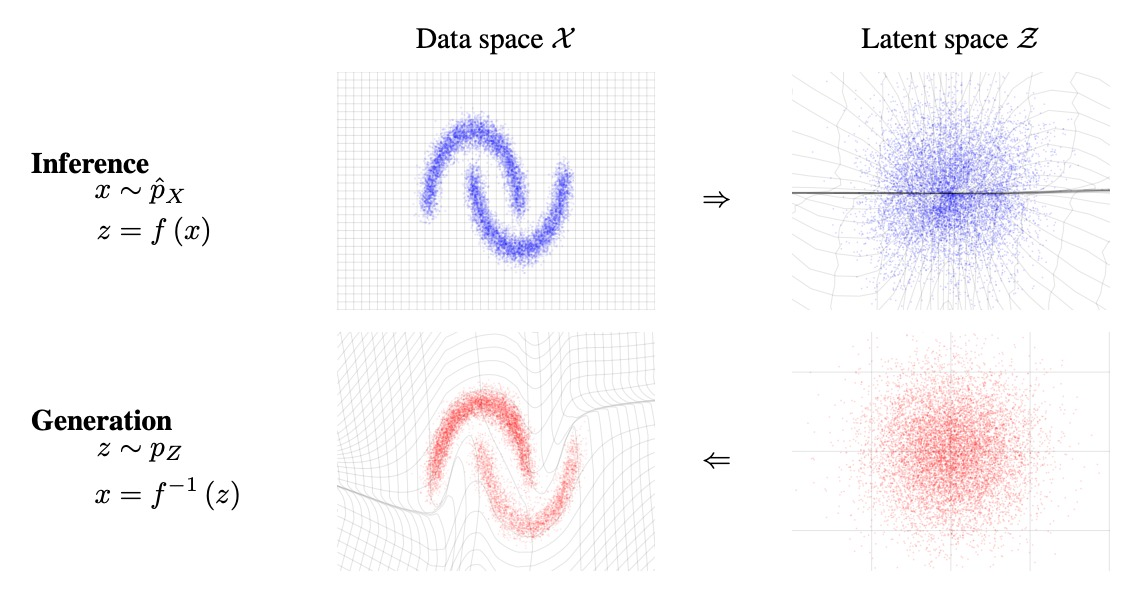 Data space 𝒳
Latent space 𝒵
Inference
x ∼ p̂_X
z = f (x)
⇒
Generation
z ∼ p_Z
x = f⁻¹ (z)
⇐